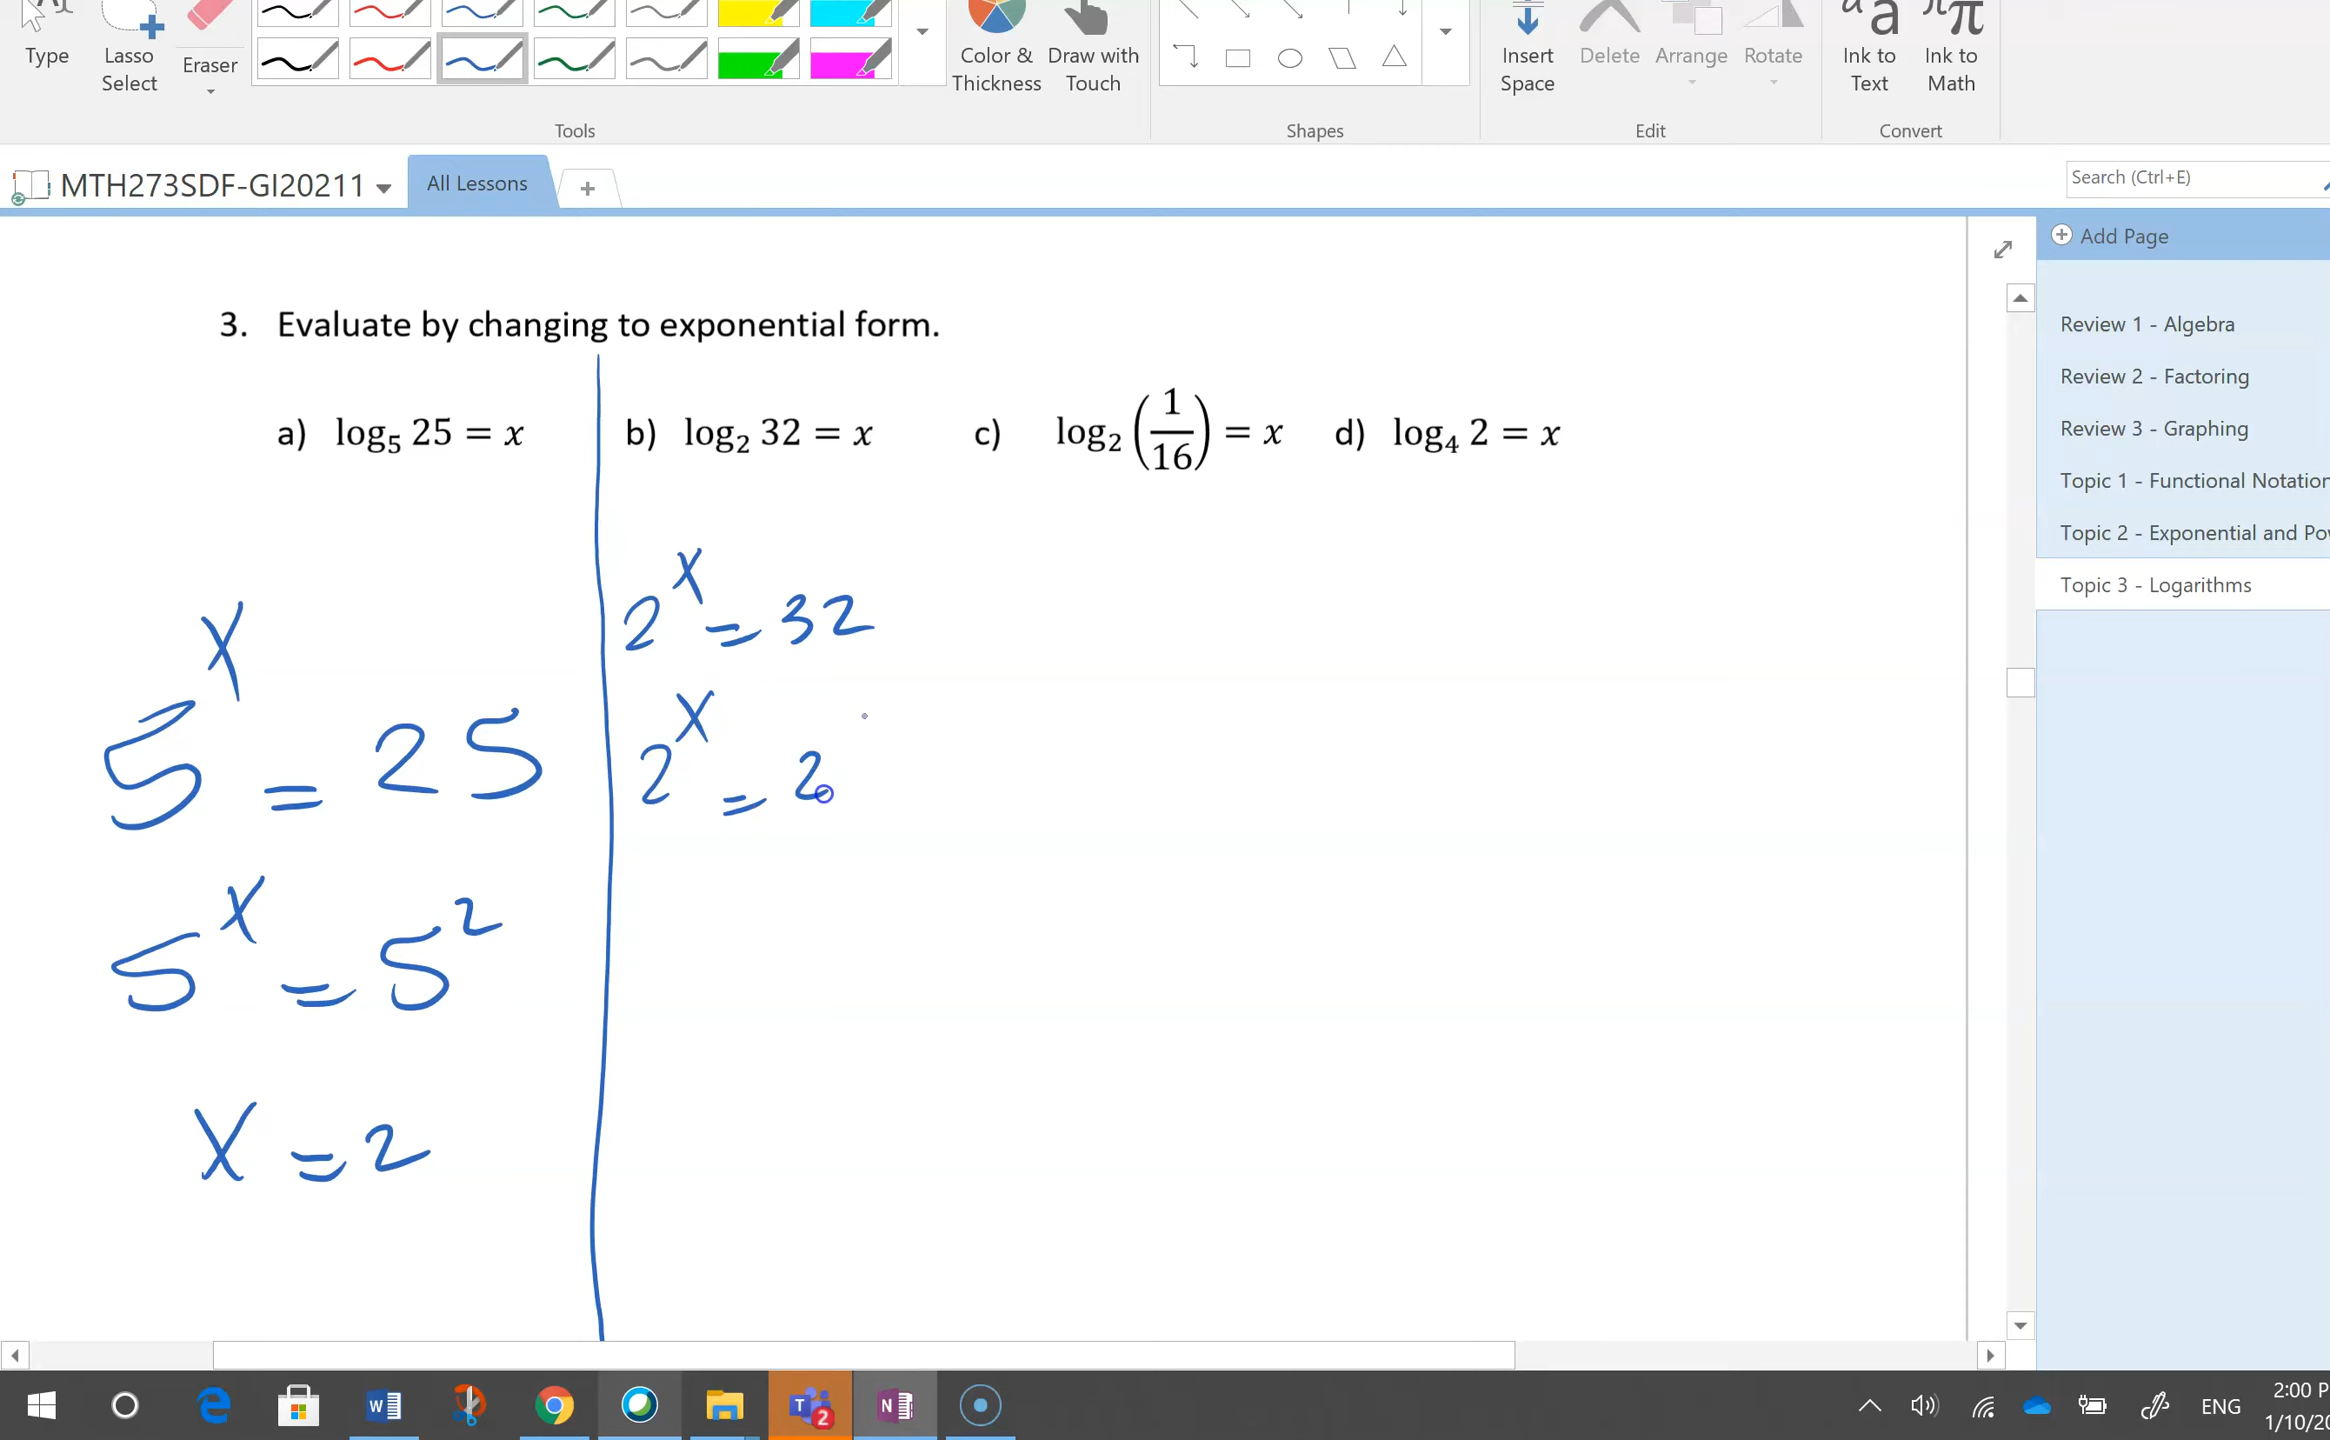 Type
Lasso Select
Eraser
Color & Thickness
Draw with Touch
Insert Space
Delete
Arrange
Rotate
Ink to Text
Ink to Math
Tools
Shapes
Edit
Convert
MTH273SDF-GI20211
All Lessons
+
Search (Ctrl+E)
Add Page
Review 1 - Algebra
Review 2 - Factoring
Review 3 - Graphing
Topic 1 - Functional Notation
Topic 2 - Exponential and Po
Topic 3 - Logarithms
3. Evaluate by changing to exponential form.
a) log₅ 25 = x b) log₂ 32 = x c) log₂ (1/16) = x d) log₄ 2 = x
5ˣ = 25
5ˣ = 5²
x = 2
2ˣ = 32
2ˣ = 2
ENG
2:00 P
1/10/20